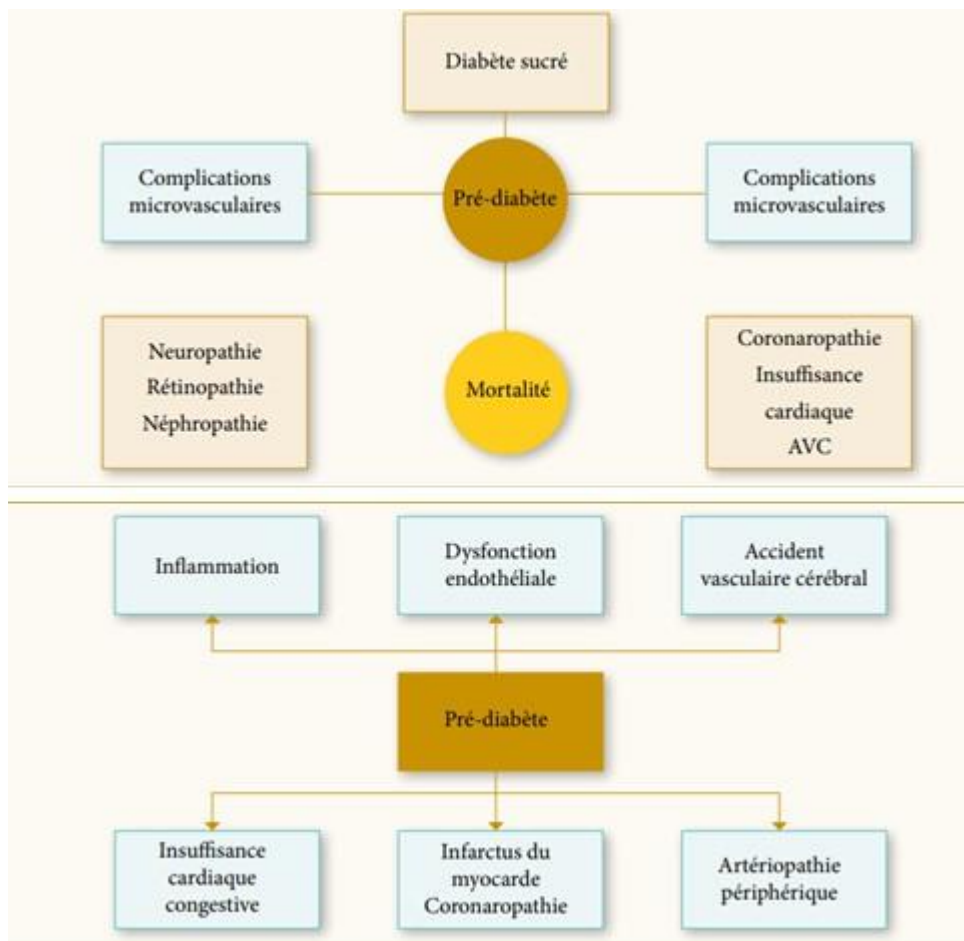 Diabète sucré
Complications
microvasculaires
Pré-diabète
Complications
microvasculaires
Neuropathie
Rétinopathie
Néphropathie
Mortalité
Coronaropathie
Insuffisance
cardiaque
AVC
Inflammation
Dysfonction
endothéliale
Accident
vasculaire cérébral
Pré-diabète
Insuffisance
cardiaque
congestive
Infarctus du
myocarde
Coronaropathie
Artériopathie
périphérique